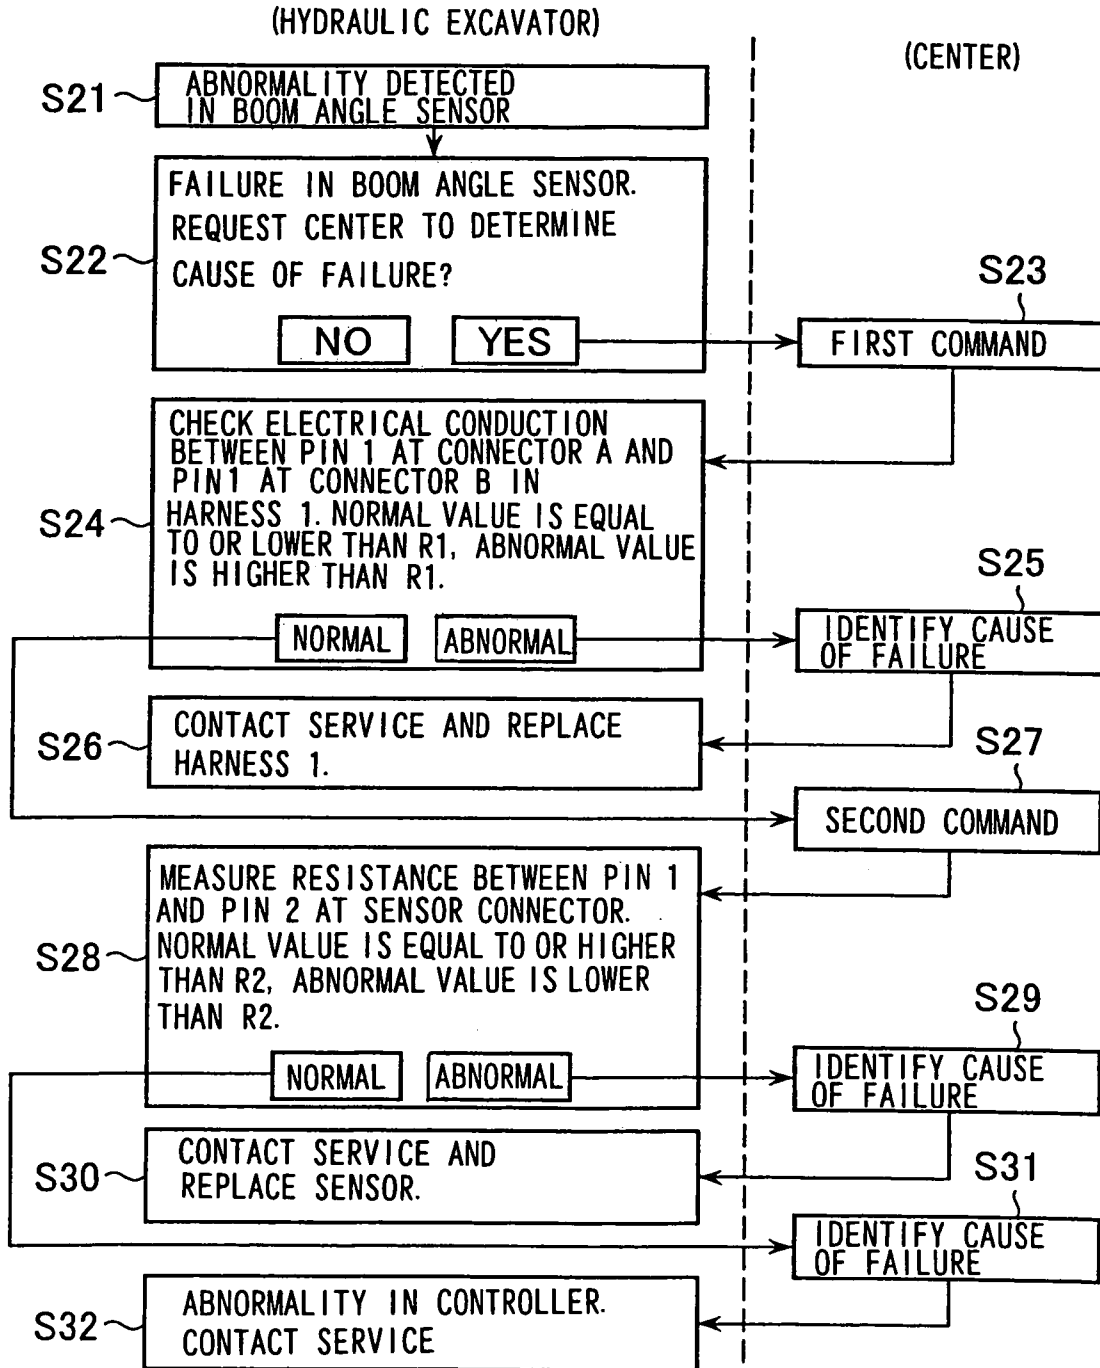 (HYDRAULIC EXCAVATOR)
(CENTER)
S21
ABNORMALITY DETECTED
IN BOOM ANGLE SENSOR
S22
FAILURE IN BOOM ANGLE SENSOR.
REQUEST CENTER TO DETERMINE
CAUSE OF FAILURE?
NO
YES
S23
FIRST COMMAND
S24
CHECK ELECTRICAL CONDUCTION
BETWEEN PIN 1 AT CONNECTOR A AND
PIN1 AT CONNECTOR B IN
HARNESS 1. NORMAL VALUE IS EQUAL
TO OR LOWER THAN R1, ABNORMAL VALUE
IS HIGHER THAN R1.
NORMAL
ABNORMAL
S25
IDENTIFY CAUSE
OF FAILURE
S26
CONTACT SERVICE AND REPLACE
HARNESS 1.
S27
SECOND COMMAND
S28
MEASURE RESISTANCE BETWEEN PIN 1
AND PIN 2 AT SENSOR CONNECTOR.
NORMAL VALUE IS EQUAL TO OR HIGHER
THAN R2, ABNORMAL VALUE IS LOWER
THAN R2.
NORMAL
ABNORMAL
S29
IDENTIFY CAUSE
OF FAILURE
S30
CONTACT SERVICE AND
REPLACE SENSOR.
S31
IDENTIFY CAUSE
OF FAILURE
S32
ABNORMALITY IN CONTROLLER.
CONTACT SERVICE